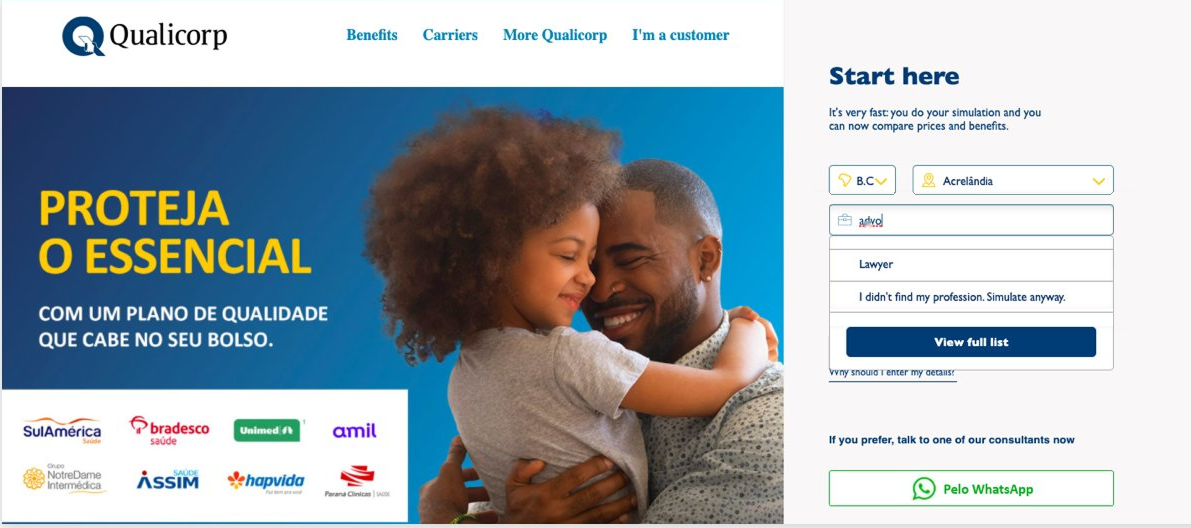 Qualicorp
Benefits Carriers More Qualicorp I'm a customer
PROTEJA
O ESSENCIAL
COM UM PLANO DE QUALIDADE
QUE CABE NO SEU BOLSO.
SulAmérica
Saúde
bradesco
saúde
Unimed
amil
Grupo
NotreDame
Intermédica
SAÚDE
ASSIM
hapvida
Paraná Clínicas | SAÚDE
Start here
It's very fast: you do your simulation and you
can now compare prices and benefits.
B.C Acrelândia
advo
Lawyer
I didn't find my profession. Simulate anyway.
View full list
Why should I enter my details?
If you prefer, talk to one of our consultants now
Pelo WhatsApp